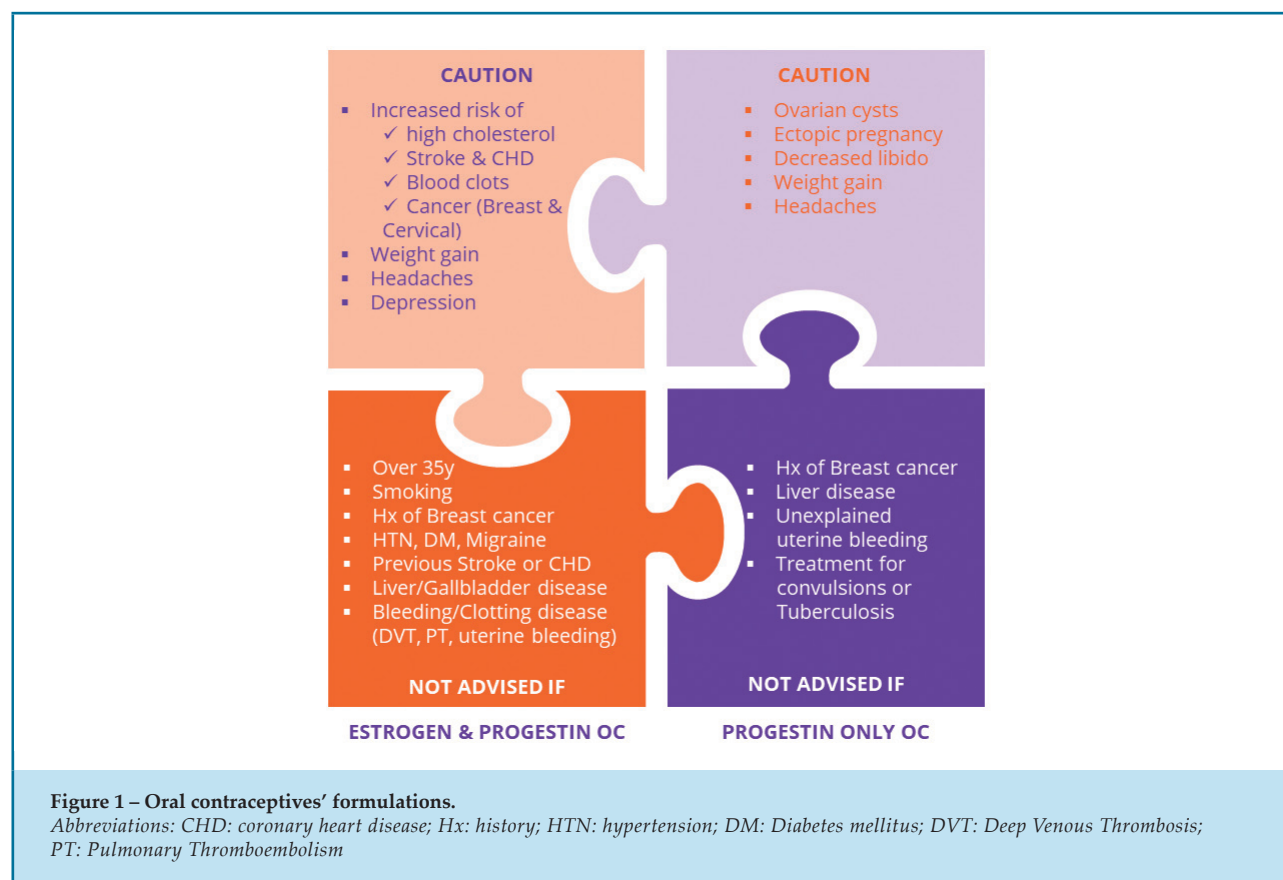 CAUTION
▪ Increased risk of
✓ high cholesterol
✓ Stroke & CHD
✓ Blood clots
✓ Cancer (Breast &
Cervical)
▪ Weight gain
▪ Headaches
▪ Depression
CAUTION
▪ Ovarian cysts
▪ Ectopic pregnancy
▪ Decreased libido
▪ Weight gain
▪ Headaches
▪ Over 35y
▪ Smoking
▪ Hx of Breast cancer
▪ HTN, DM, Migraine
▪ Previous Stroke or CHD
▪ Liver/Gallbladder disease
▪ Bleeding/Clotting disease
(DVT, PT, uterine bleeding)
NOT ADVISED IF
▪ Hx of Breast cancer
▪ Liver disease
▪ Unexplained
uterine bleeding
▪ Treatment for
convulsions or
Tuberculosis
NOT ADVISED IF
ESTROGEN & PROGESTIN OC
PROGESTIN ONLY OC
Figure 1 – Oral contraceptives’ formulations.
Abbreviations: CHD: coronary heart disease; Hx: history; HTN: hypertension; DM: Diabetes mellitus; DVT: Deep Venous Thrombosis;
PT: Pulmonary Thromboembolism